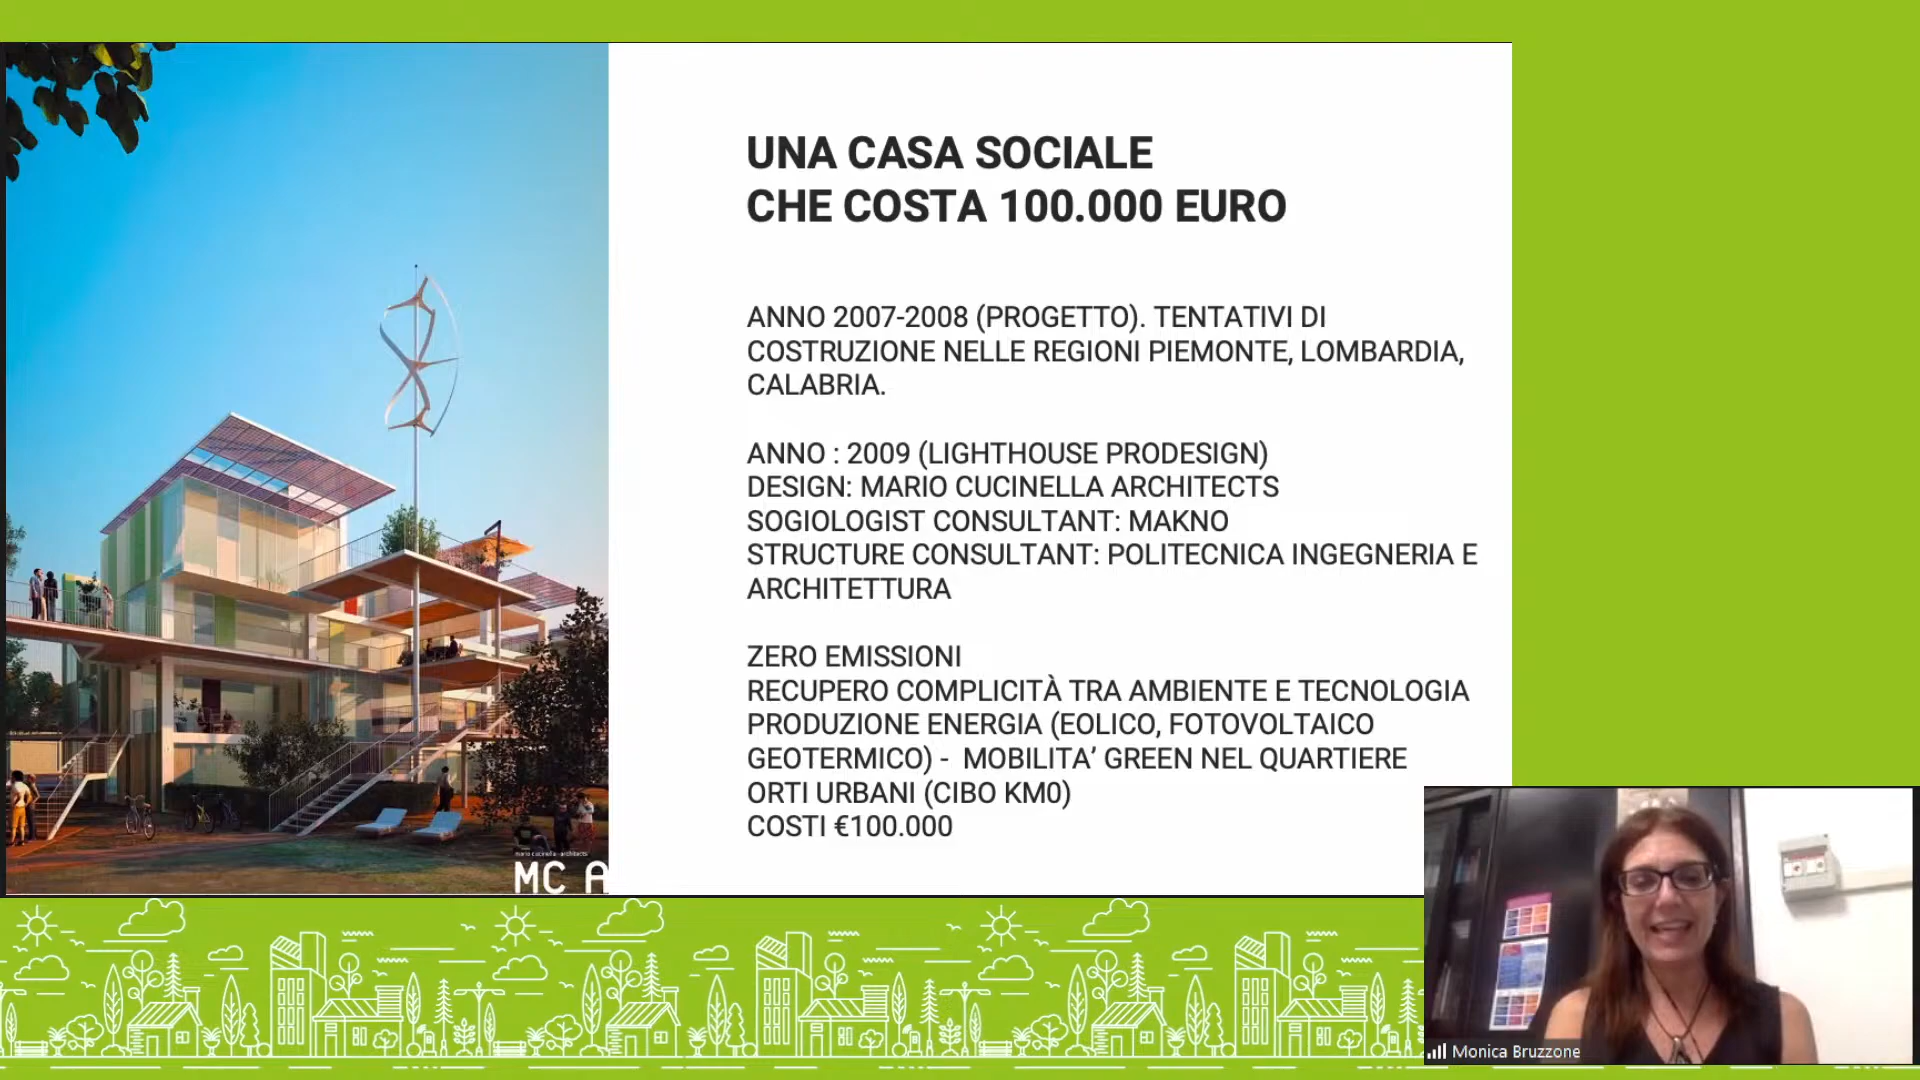 UNA CASA SOCIALE
CHE COSTA 100.000 EURO
ANNO 2007-2008 (PROGETTO). TENTATIVI DI
COSTRUZIONE NELLE REGIONI PIEMONTE, LOMBARDIA,
CALABRIA.
ANNO : 2009 (LIGHTHOUSE PRODESIGN)
DESIGN: MARIO CUCINELLA ARCHITECTS
SOGIOLOGIST CONSULTANT: MAKNO
STRUCTURE CONSULTANT: POLITECNICA INGEGNERIA E
ARCHITETTURA
ZERO EMISSIONI
RECUPERO COMPLICITÀ TRA AMBIENTE E TECNOLOGIA
PRODUZIONE ENERGIA (EOLICO, FOTOVOLTAICO
GEOTERMICO) - MOBILITA’ GREEN NEL QUARTIERE
ORTI URBANI (CIBO KM0)
COSTI €100.000
mario cucinella architects
MC A
Monica Bruzzone